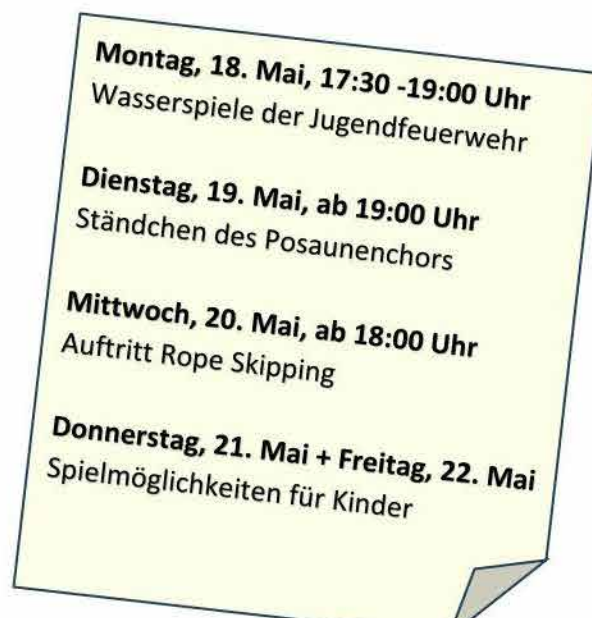 Montag, 18. Mai, 17:30 -19:00 Uhr
Wasserspiele der Jugendfeuerwehr
Dienstag, 19. Mai, ab 19:00 Uhr
Ständchen des Posaunenchors
Mittwoch, 20. Mai, ab 18:00 Uhr
Auftritt Rope Skipping
Donnerstag, 21. Mai + Freitag, 22. Mai
Spielmöglichkeiten für Kinder